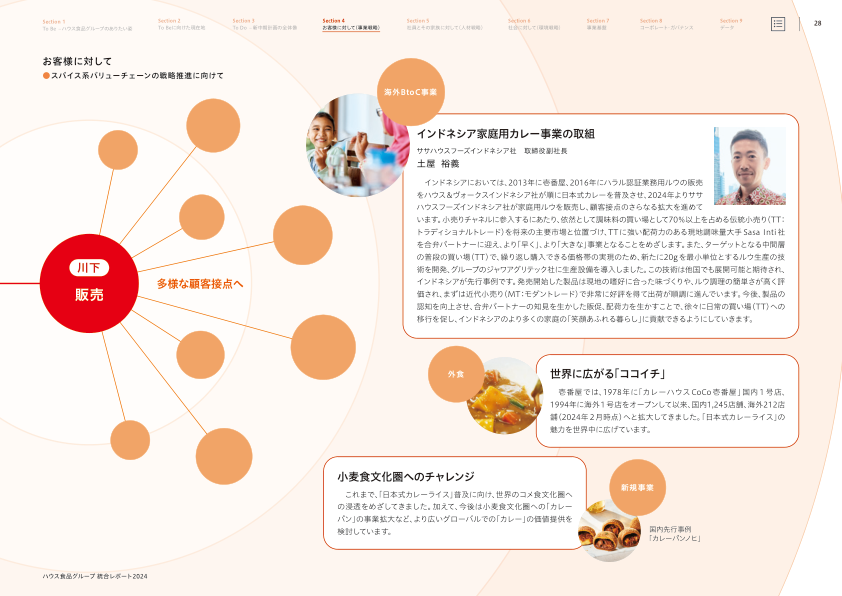 Section 1
To Be ハウス食品グループのありたい姿
Section 2
To Beに向けた現在地
Section 3
To Do 八次中期計画の全体像
Section 4
お客様に対して(事業戦略)
Section 5
社員とその家族に対して(人材戦略)
Section 6
社会に対して(環境戦略)
Section 7
事業基盤
Section 8
コーポレート・ガバナンス
Section 9
データ
28
お客様に対して
●スパイス系バリューチェーンの戦略推進に向けて
川下
販売
多様な顧客接点へ
海外BtoC事業
インドネシア家庭用カレー事業の取組
ササハウスフーズインドネシア社 取締役副社長
土屋 裕義
インドネシアにおいては、2013年に壱番屋、2016年にハラル認証業務用ルウの販売
をハウス&ヴォークスインドネシア社が順に日本式カレーを普及させ、2024年よりササ
ハウスフーズインドネシア社が家庭用ルウを販売し、顧客接点のさらなる拡大を進めて
います。小売りチャネルに参入するにあたり、依然として調味料の買い場として70%以上を占める伝統小売り(TT:
トラディショナルトレード)を将来の主要市場と位置づけ、TTに強い配荷力のある現地調味量大手Sasa Inti社
を合弁パートナーに迎え、より「早く」、より「大きな」事業となることをめざします。また、ターゲットとなる中間層
の普段の買い場(TT)で、繰り返し購入できる価格帯の実現のため、新たに20gを最小単位とするルウ生産の技
術を開発、グループのジャワアグリテック社に生産設備を導入しました。この技術は他国でも展開可能と期待され、
インドネシアが先行事例です。発売開始した製品は現地の嗜好に合った味づくりや、ルウ調理の簡単さが高く評
価され、まずは近代小売り(MT:モダントレード)で非常に好評を得て出荷が順調に進んでいます。今後、製品の
認知を向上させ、合弁パートナーの知見を生かした販促、配荷力を生かすことで、徐々に日常の買い場(TT)への
移行を促し、インドネシアのより多くの家庭の「笑顔あふれる暮らし」に貢献できるようにしていきます。
外食
世界に広がる「ココイチ」
壱番屋では、1978年に「カレーハウスCoCo壱番屋」国内1号店、
1994年に海外1号店をオープンして以来、国内1,245店舗、海外212店
舗(2024年2月時点)へと拡大してきました。「日本式カレーライス」の
魅力を世界中に広げています。
小麦食文化圏へのチャレンジ
これまで、「日本式カレーライス」普及に向け、世界のコメ食文化圏へ
の浸透をめざしてきました。加えて、今後は小麦食文化圏への「カレー
パン」の事業拡大など、より広いグローバルでの「カレー」の価値提供を
検討しています。
新規事業
国内先行事例
「カレーパンノヒ」
ハウス食品グループ 統合レポート2024